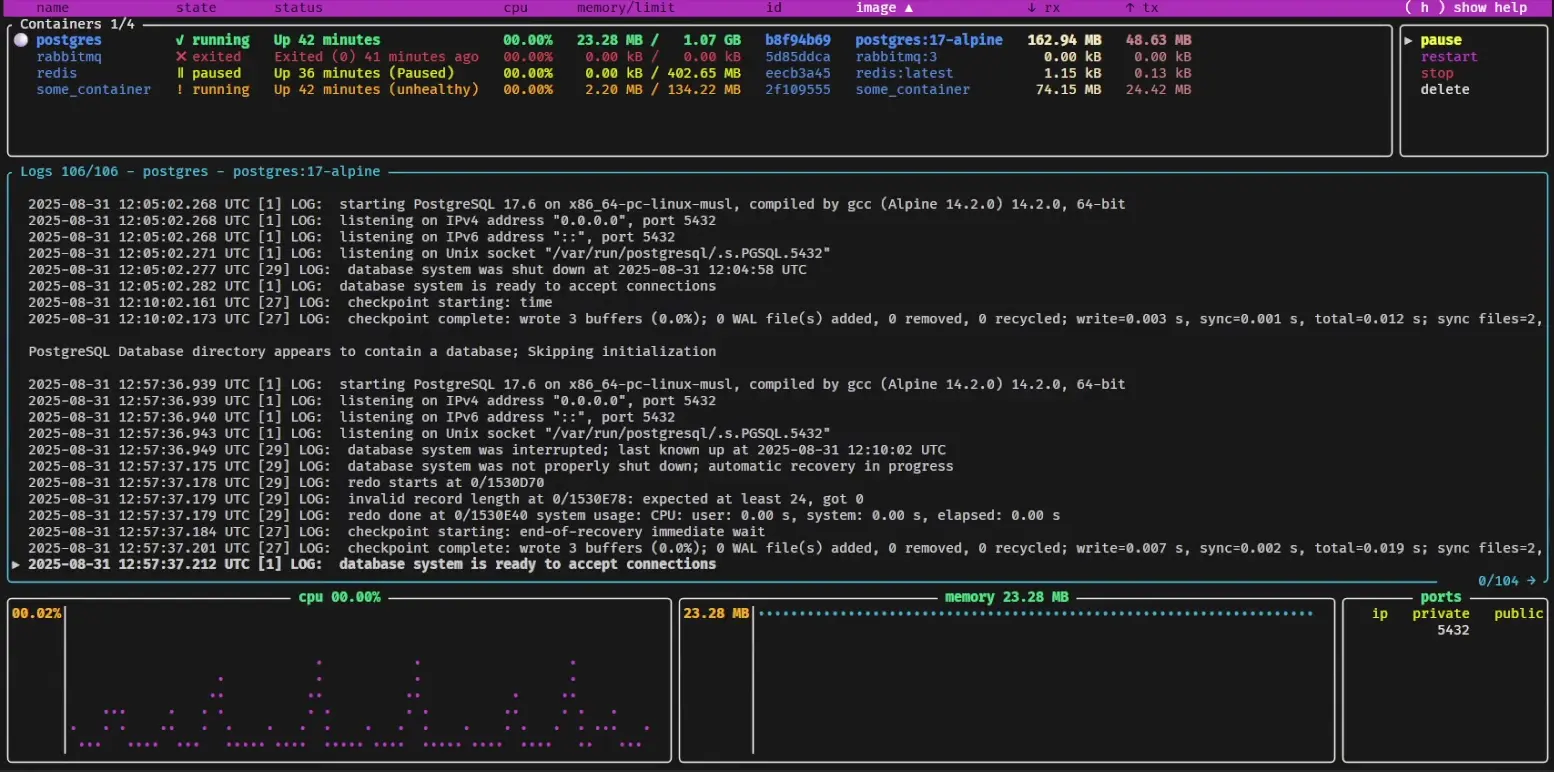 name state status cpu memory/limit id image ▲ ↓ rx ↑ tx ( h ) show help
Containers 1/4
postgres ✓ running Up 42 minutes 00.00% 23.28 MB / 1.07 GB b8f94b69 postgres:17-alpine 162.94 MB 48.63 MB
rabbitmq ✕ exited Exited (0) 41 minutes ago 00.00% 0.00 kB / 0.00 kB 5d85ddca rabbitmq:3 0.00 kB 0.00 kB
redis ॥ paused Up 36 minutes (Paused) 00.00% 0.00 kB / 402.65 MB eecb3a45 redis:latest 1.15 kB 0.13 kB
some_container ! running Up 42 minutes (unhealthy) 00.00% 2.20 MB / 134.22 MB 2f109555 some_container 74.15 MB 24.42 MB
▶ pause
restart
stop
delete
Logs 106/106 - postgres - postgres:17-alpine
2025-08-31 12:05:02.268 UTC [1] LOG:  starting PostgreSQL 17.6 on x86_64-pc-linux-musl, compiled by gcc (Alpine 14.2.0) 14.2.0, 64-bit
2025-08-31 12:05:02.268 UTC [1] LOG:  listening on IPv4 address "0.0.0.0", port 5432
2025-08-31 12:05:02.268 UTC [1] LOG:  listening on IPv6 address "::", port 5432
2025-08-31 12:05:02.271 UTC [1] LOG:  listening on Unix socket "/var/run/postgresql/.s.PGSQL.5432"
2025-08-31 12:05:02.277 UTC [29] LOG:  database system was shut down at 2025-08-31 12:04:58 UTC
2025-08-31 12:05:02.282 UTC [1] LOG:  database system is ready to accept connections
2025-08-31 12:10:02.161 UTC [27] LOG:  checkpoint starting: time
2025-08-31 12:10:02.173 UTC [27] LOG:  checkpoint complete: wrote 3 buffers (0.0%); 0 WAL file(s) added, 0 removed, 0 recycled; write=0.003 s, sync=0.001 s, total=0.012 s; sync files=2,
PostgreSQL Database directory appears to contain a database; Skipping initialization
2025-08-31 12:57:36.939 UTC [1] LOG:  starting PostgreSQL 17.6 on x86_64-pc-linux-musl, compiled by gcc (Alpine 14.2.0) 14.2.0, 64-bit
2025-08-31 12:57:36.939 UTC [1] LOG:  listening on IPv4 address "0.0.0.0", port 5432
2025-08-31 12:57:36.940 UTC [1] LOG:  listening on IPv6 address "::", port 5432
2025-08-31 12:57:36.943 UTC [1] LOG:  listening on Unix socket "/var/run/postgresql/.s.PGSQL.5432"
2025-08-31 12:57:36.949 UTC [29] LOG:  database system was interrupted; last known up at 2025-08-31 12:10:02 UTC
2025-08-31 12:57:37.175 UTC [29] LOG:  database system was not properly shut down; automatic recovery in progress
2025-08-31 12:57:37.178 UTC [29] LOG:  redo starts at 0/1530D70
2025-08-31 12:57:37.179 UTC [29] LOG:  invalid record length at 0/1530E78: expected at least 24, got 0
2025-08-31 12:57:37.179 UTC [29] LOG:  redo done at 0/1530E40 system usage: CPU: user: 0.00 s, system: 0.00 s, elapsed: 0.00 s
2025-08-31 12:57:37.184 UTC [27] LOG:  checkpoint starting: end-of-recovery immediate wait
2025-08-31 12:57:37.201 UTC [27] LOG:  checkpoint complete: wrote 3 buffers (0.0%); 0 WAL file(s) added, 0 removed, 0 recycled; write=0.007 s, sync=0.002 s, total=0.019 s; sync files=2,
▶ 2025-08-31 12:57:37.212 UTC [1] LOG:  database system is ready to accept connections
0/104 →
cpu 00.00%
00.02%
memory 23.28 MB
23.28 MB
ports
ip private public
5432